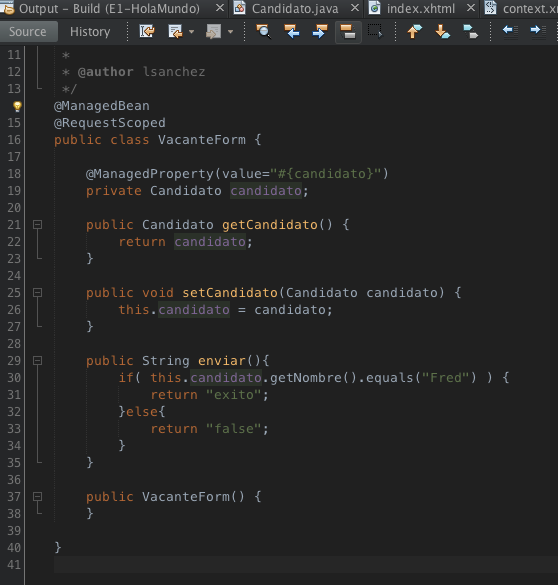 Output - Build (E1-HolaMundo) × Candidato.java × index.xhtml × context.x
Source History
11 *
12 * @author lsanchez
13 */
@ManagedBean
15 @RequestScoped
16 public class VacanteForm {
17
18 @ManagedProperty(value="#{candidato}")
19 private Candidato candidato;
20
21 public Candidato getCandidato() {
22 return candidato;
23 }
24
25 public void setCandidato(Candidato candidato) {
26 this.candidato = candidato;
27 }
28
29 public String enviar(){
30 if( this.candidato.getNombre().equals("Fred") ) {
31 return "exito";
32 }else{
33 return "false";
34 }
35 }
36
37 public VacanteForm() {
38 }
39
40 }
41